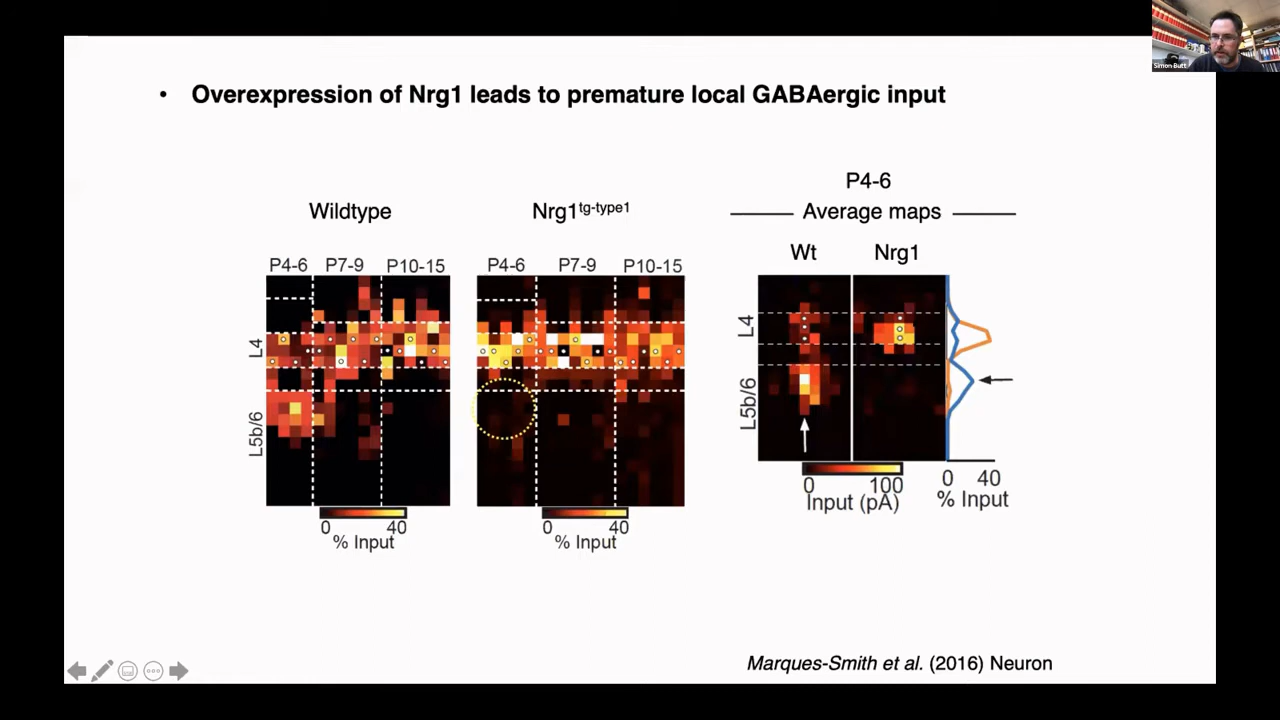 Simon Butt
• Overexpression of Nrg1 leads to premature local GABAergic input
Wildtype
P4-6 P7-9 P10-15
L4
L5b/6
0 40
% Input
Nrg1tg-type1
P4-6 P7-9 P10-15
0 40
% Input
P4-6
Average maps
Wt Nrg1
L4
L5b/6
0 100
Input (pA)
0 40
% Input
Marques-Smith et al. (2016) Neuron